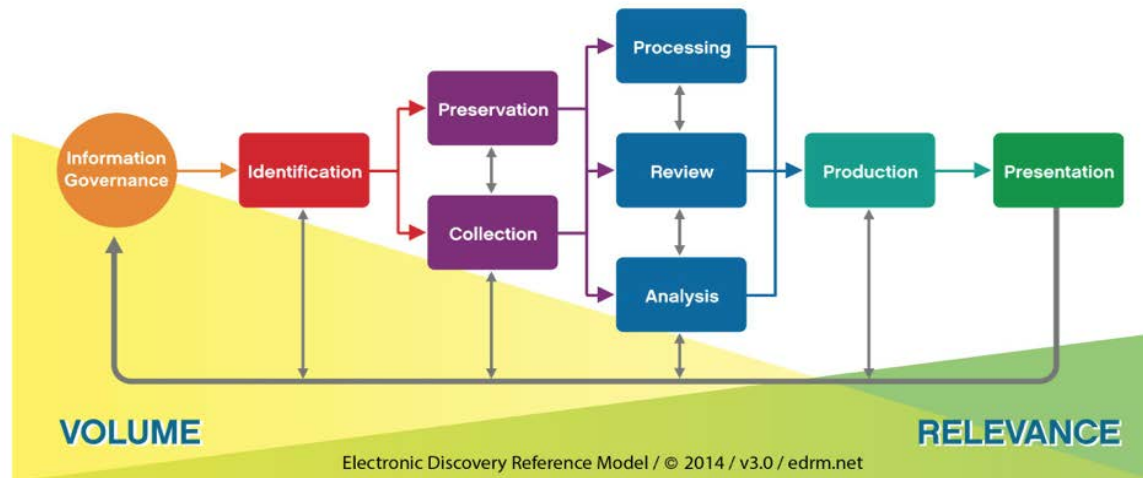 Processing
Preservation
Information
Governance
Identification
Review
Production
Presentation
Collection
Analysis
VOLUME
RELEVANCE
Electronic Discovery Reference Model / © 2014 / v3.0 / edrm.net